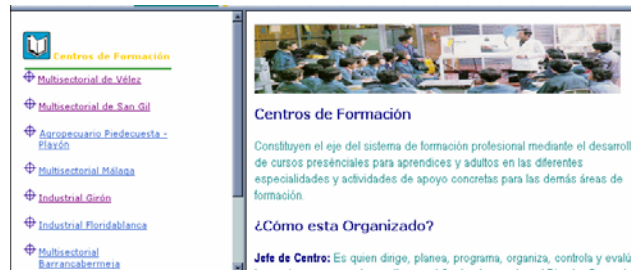 Centros de Formación
Multisectorial de Vélez
Multisectorial de San Gil
Agropecuario Piedecuesta -
Playón
Multisectorial Málaga
Industrial Girón
Industrial Floridablanca
Multisectorial
Barrancabermeja
Centros de Formación
Constituyen el eje del sistema de formación profesional mediante el desarroll
de cursos presénciales para aprendices y adultos en las diferentes
especialidades y actividades de apoyo concretas para las demás áreas de
formación.
¿Cómo esta Organizado?
Jefe de Centro: Es quien dirige, planea, programa, organiza, controla y evalú